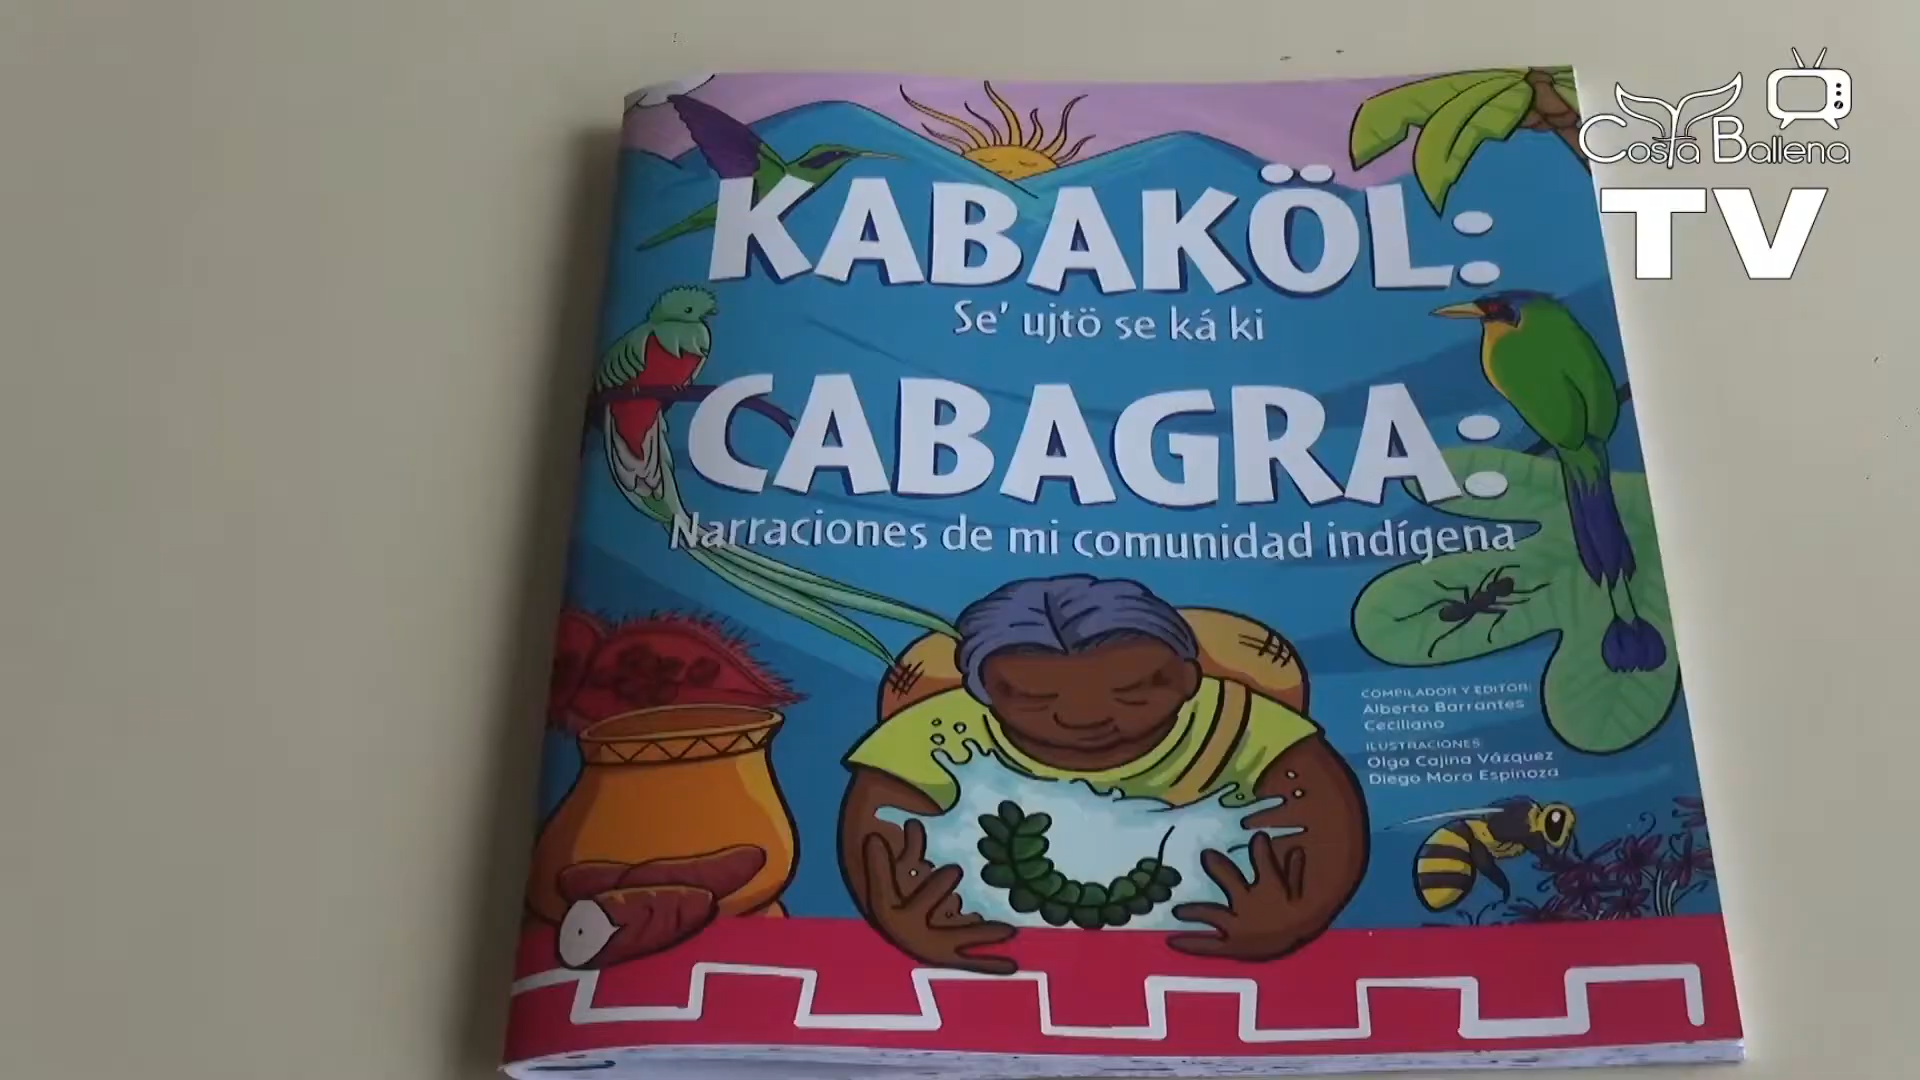 KABAKÖL:
Se' ujtö se ká ki
CABAGRA:
Narraciones de mi comunidad indígena
COMPILADOR Y EDITOR:
Alberto Barrantes
Ceciliano
ILUSTRACIONES
Olga Cajina Vázquez
Diego Mora Espinoza
Costa Ballena
TV